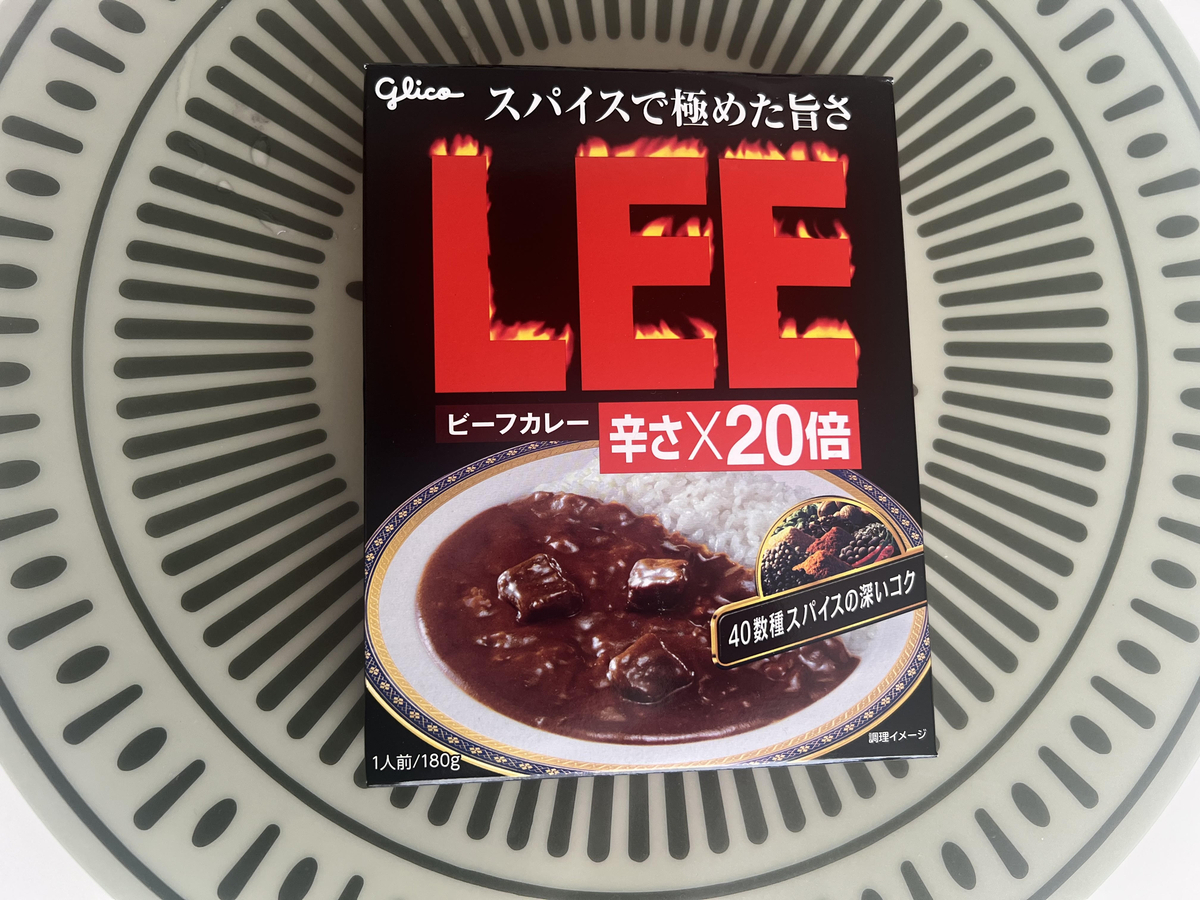 Glico
スパイスで極めた旨さ
LEE
ビーフカレー
辛さ×20倍
40数種スパイスの深いコク
調理イメージ
1人前/180g